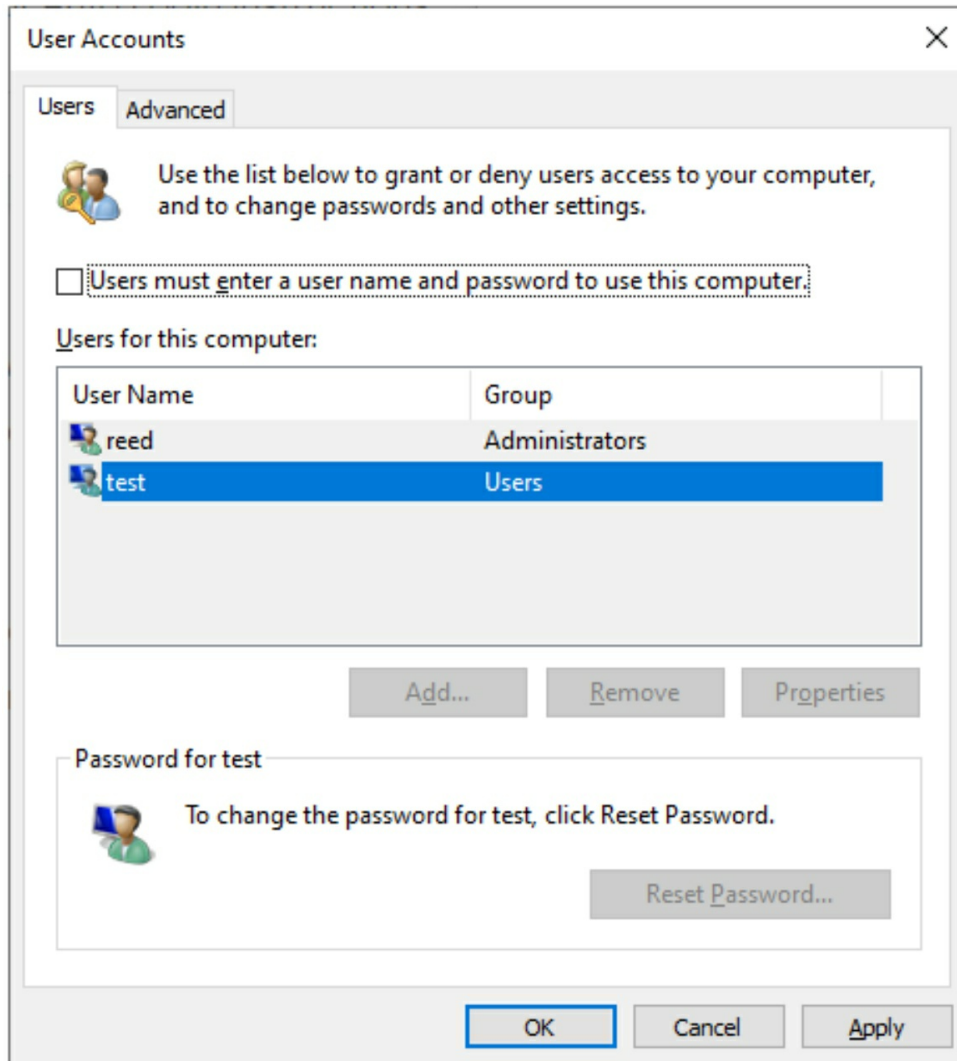 User Accounts
Users
Advanced
Use the list below to grant or deny users access to your computer,
and to change passwords and other settings.
Users must enter a user name and password to use this computer.
Users for this computer:
User Name Group
reed Administrators
test Users
Add... Remove Properties
Password for test
To change the password for test, click Reset Password.
Reset Password...
OK Cancel Apply